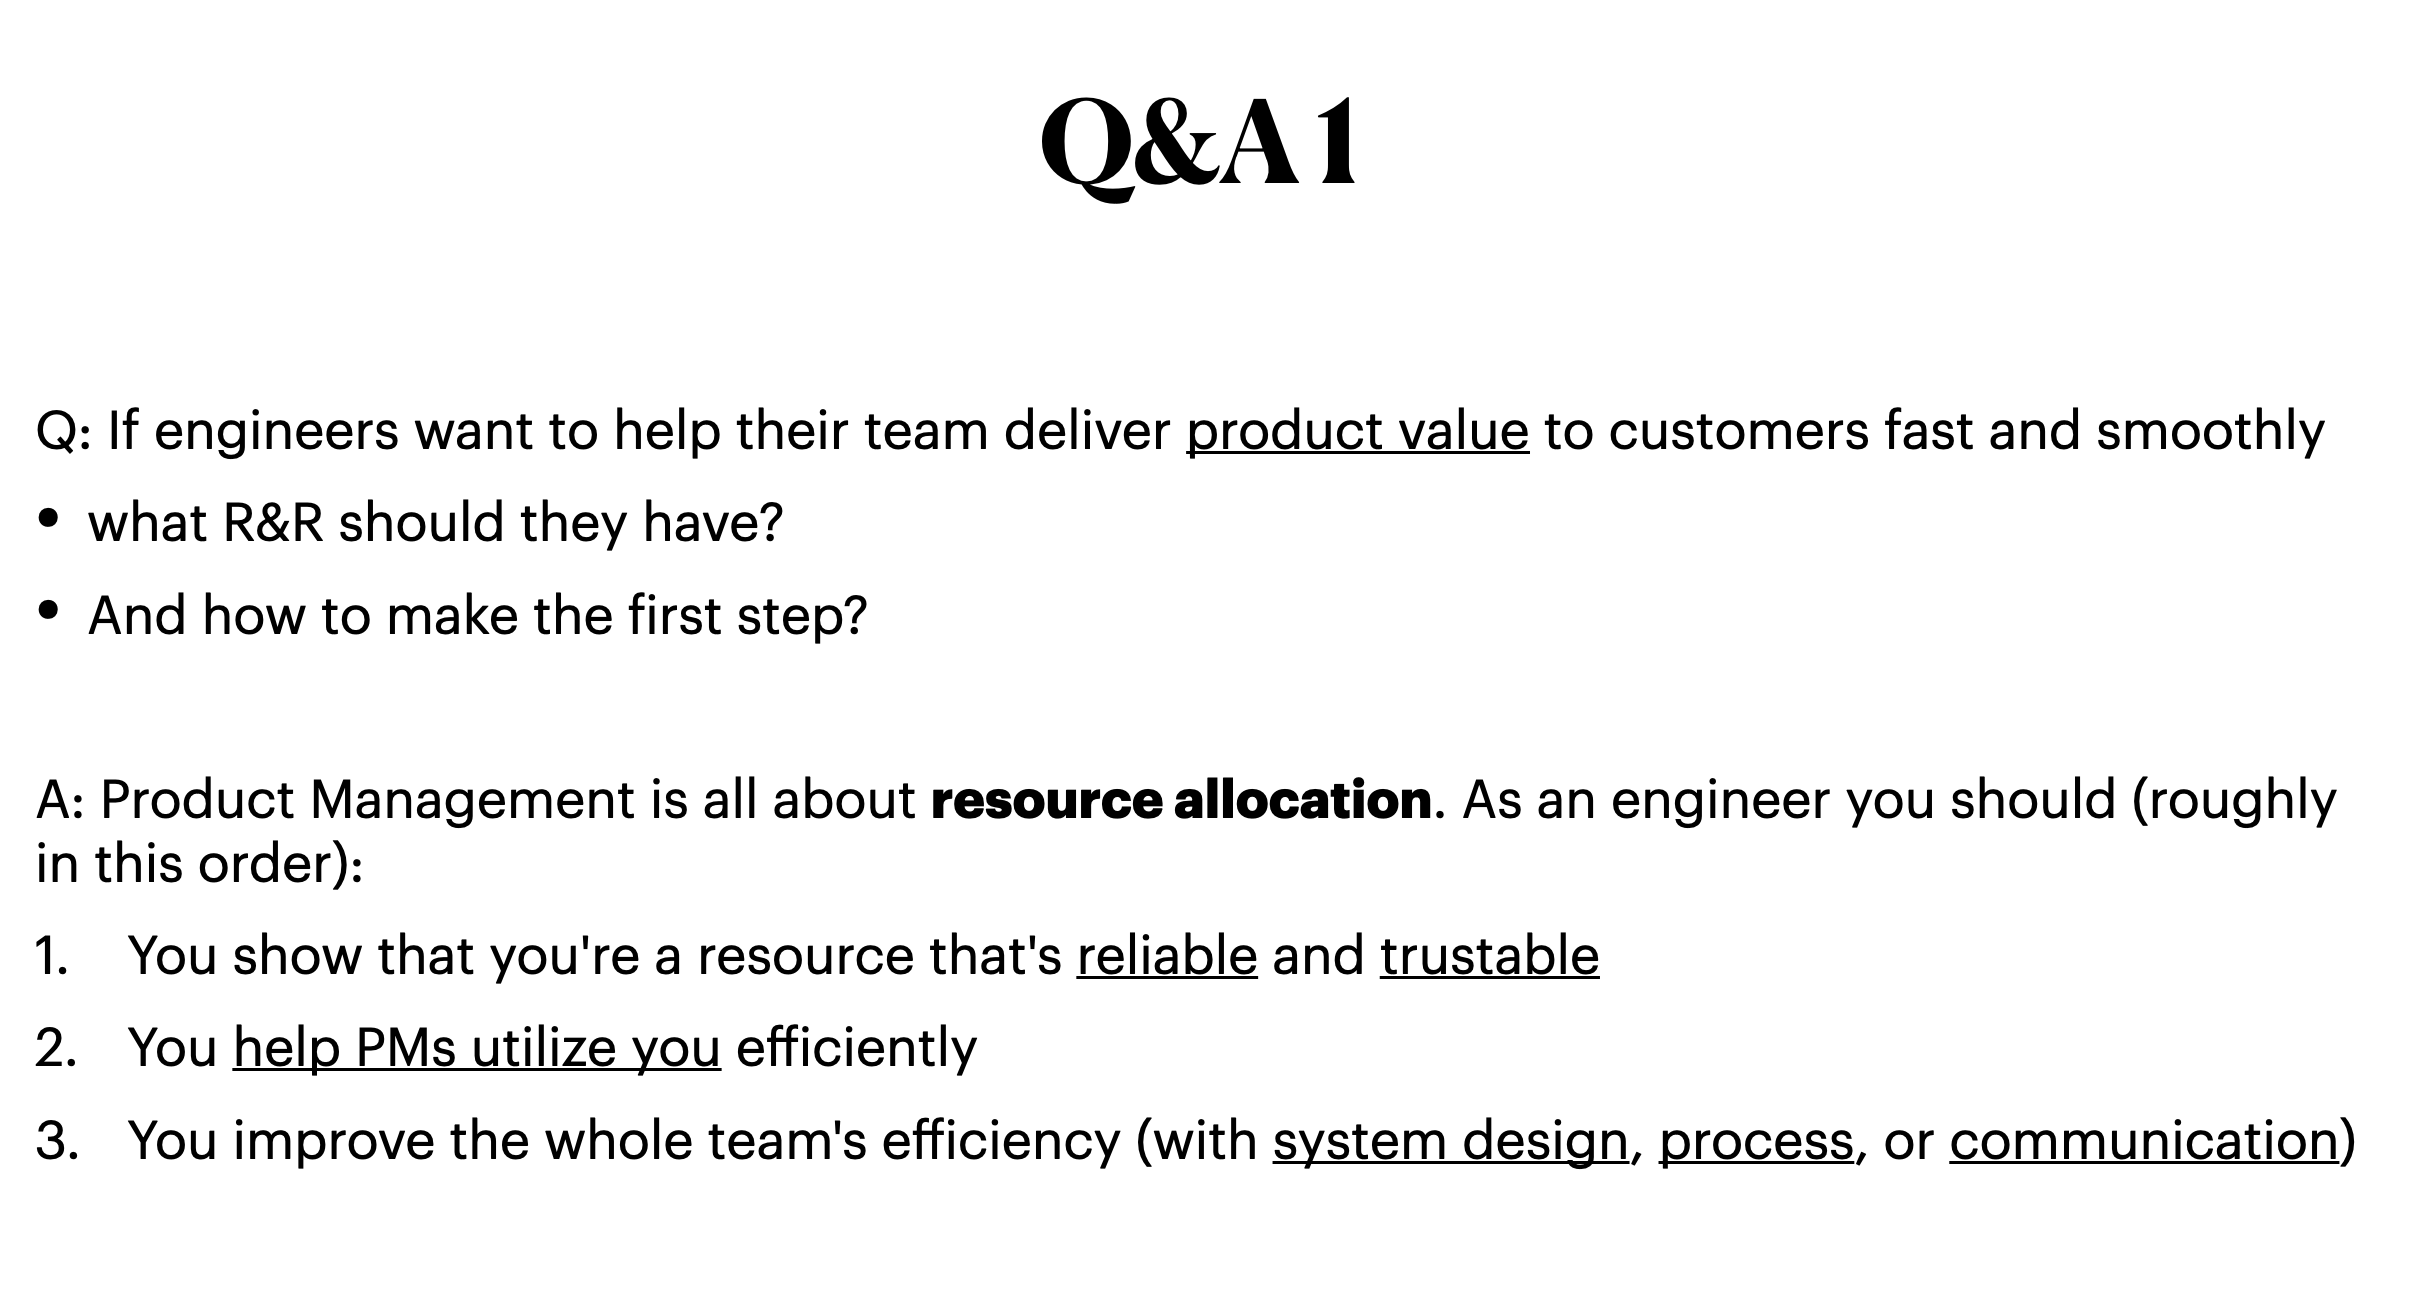 Q&A 1
Q: If engineers want to help their team deliver product value to customers fast and smoothly
• what R&R should they have?
• And how to make the first step?
A: Product Management is all about resource allocation. As an engineer you should (roughly
in this order):
1. You show that you're a resource that's reliable and trustable
2. You help PMs utilize you efficiently
3. You improve the whole team's efficiency (with system design, process, or communication)